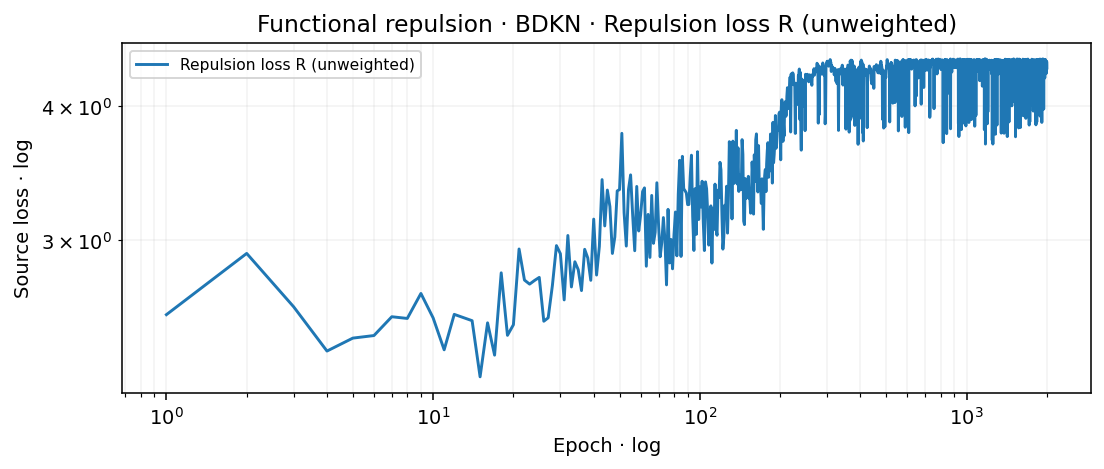 Functional repulsion · BDKN · Repulsion loss R (unweighted)
Repulsion loss R (unweighted)
Source loss · log
4 × 10⁰
3 × 10⁰
10⁰ 10¹ 10² 10³
Epoch · log